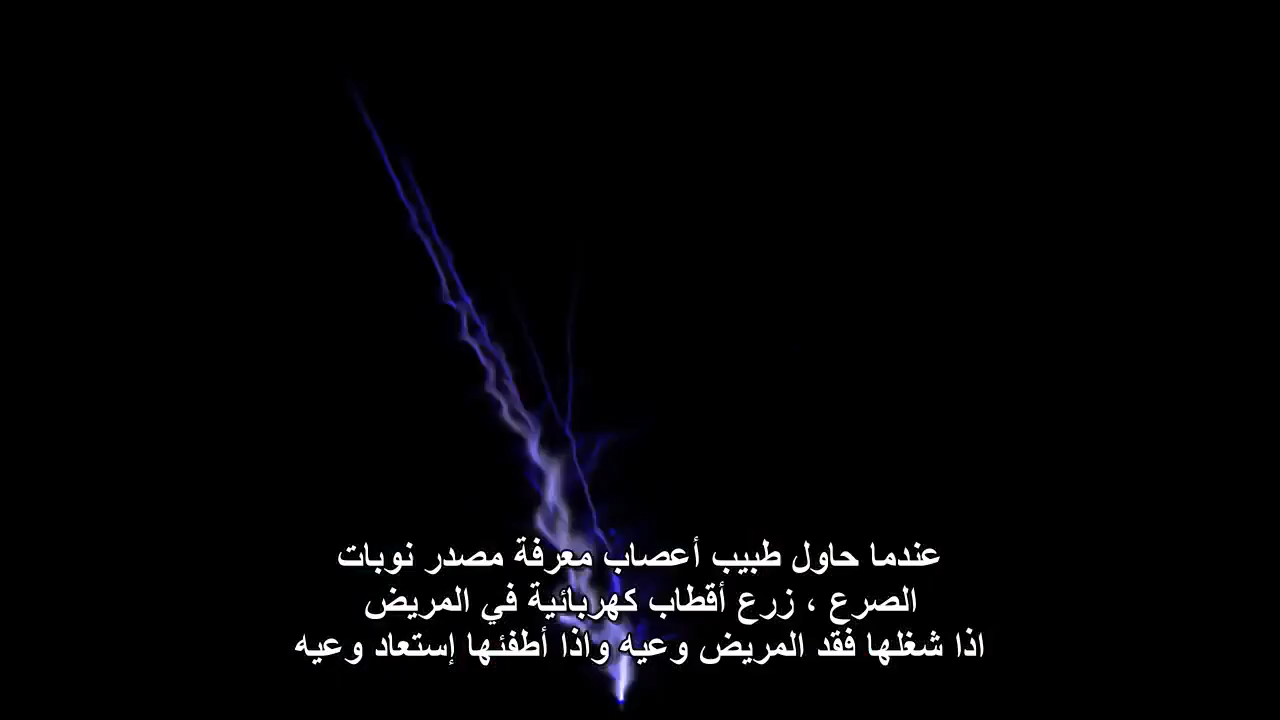 عندما حاول طبيب أعصاب معرفة مصدر نوبات
الصرع ، زرع أقطاب كهربائية في المريض
اذا شغلها فقد المريض وعيه واذا أطفئها إستعاد وعيه